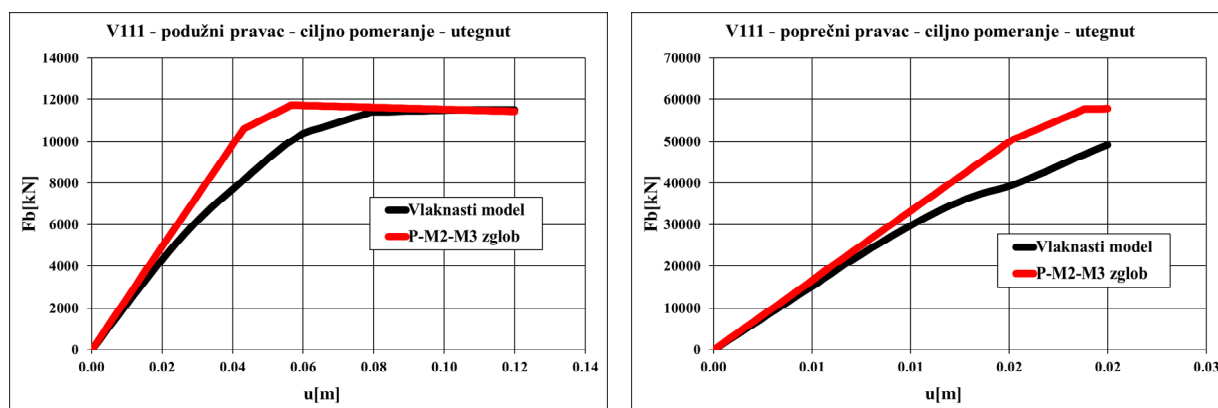 V111 - podužni pravac - ciljno pomeranje - utegnut
14000
12000
10000
8000
6000
4000
2000
0
Fb[kN]
Vlaknasti model
P-M2-M3 zglob
0.00 0.02 0.04 0.06 0.08 0.10 0.12 0.14
u[m]
V111 - poprečni pravac - ciljno pomeranje - utegnut
70000
60000
50000
40000
30000
20000
10000
0
Fb[kN]
Vlaknasti model
P-M2-M3 zglob
0.00 0.01 0.01 0.02 0.02 0.03
u[m]